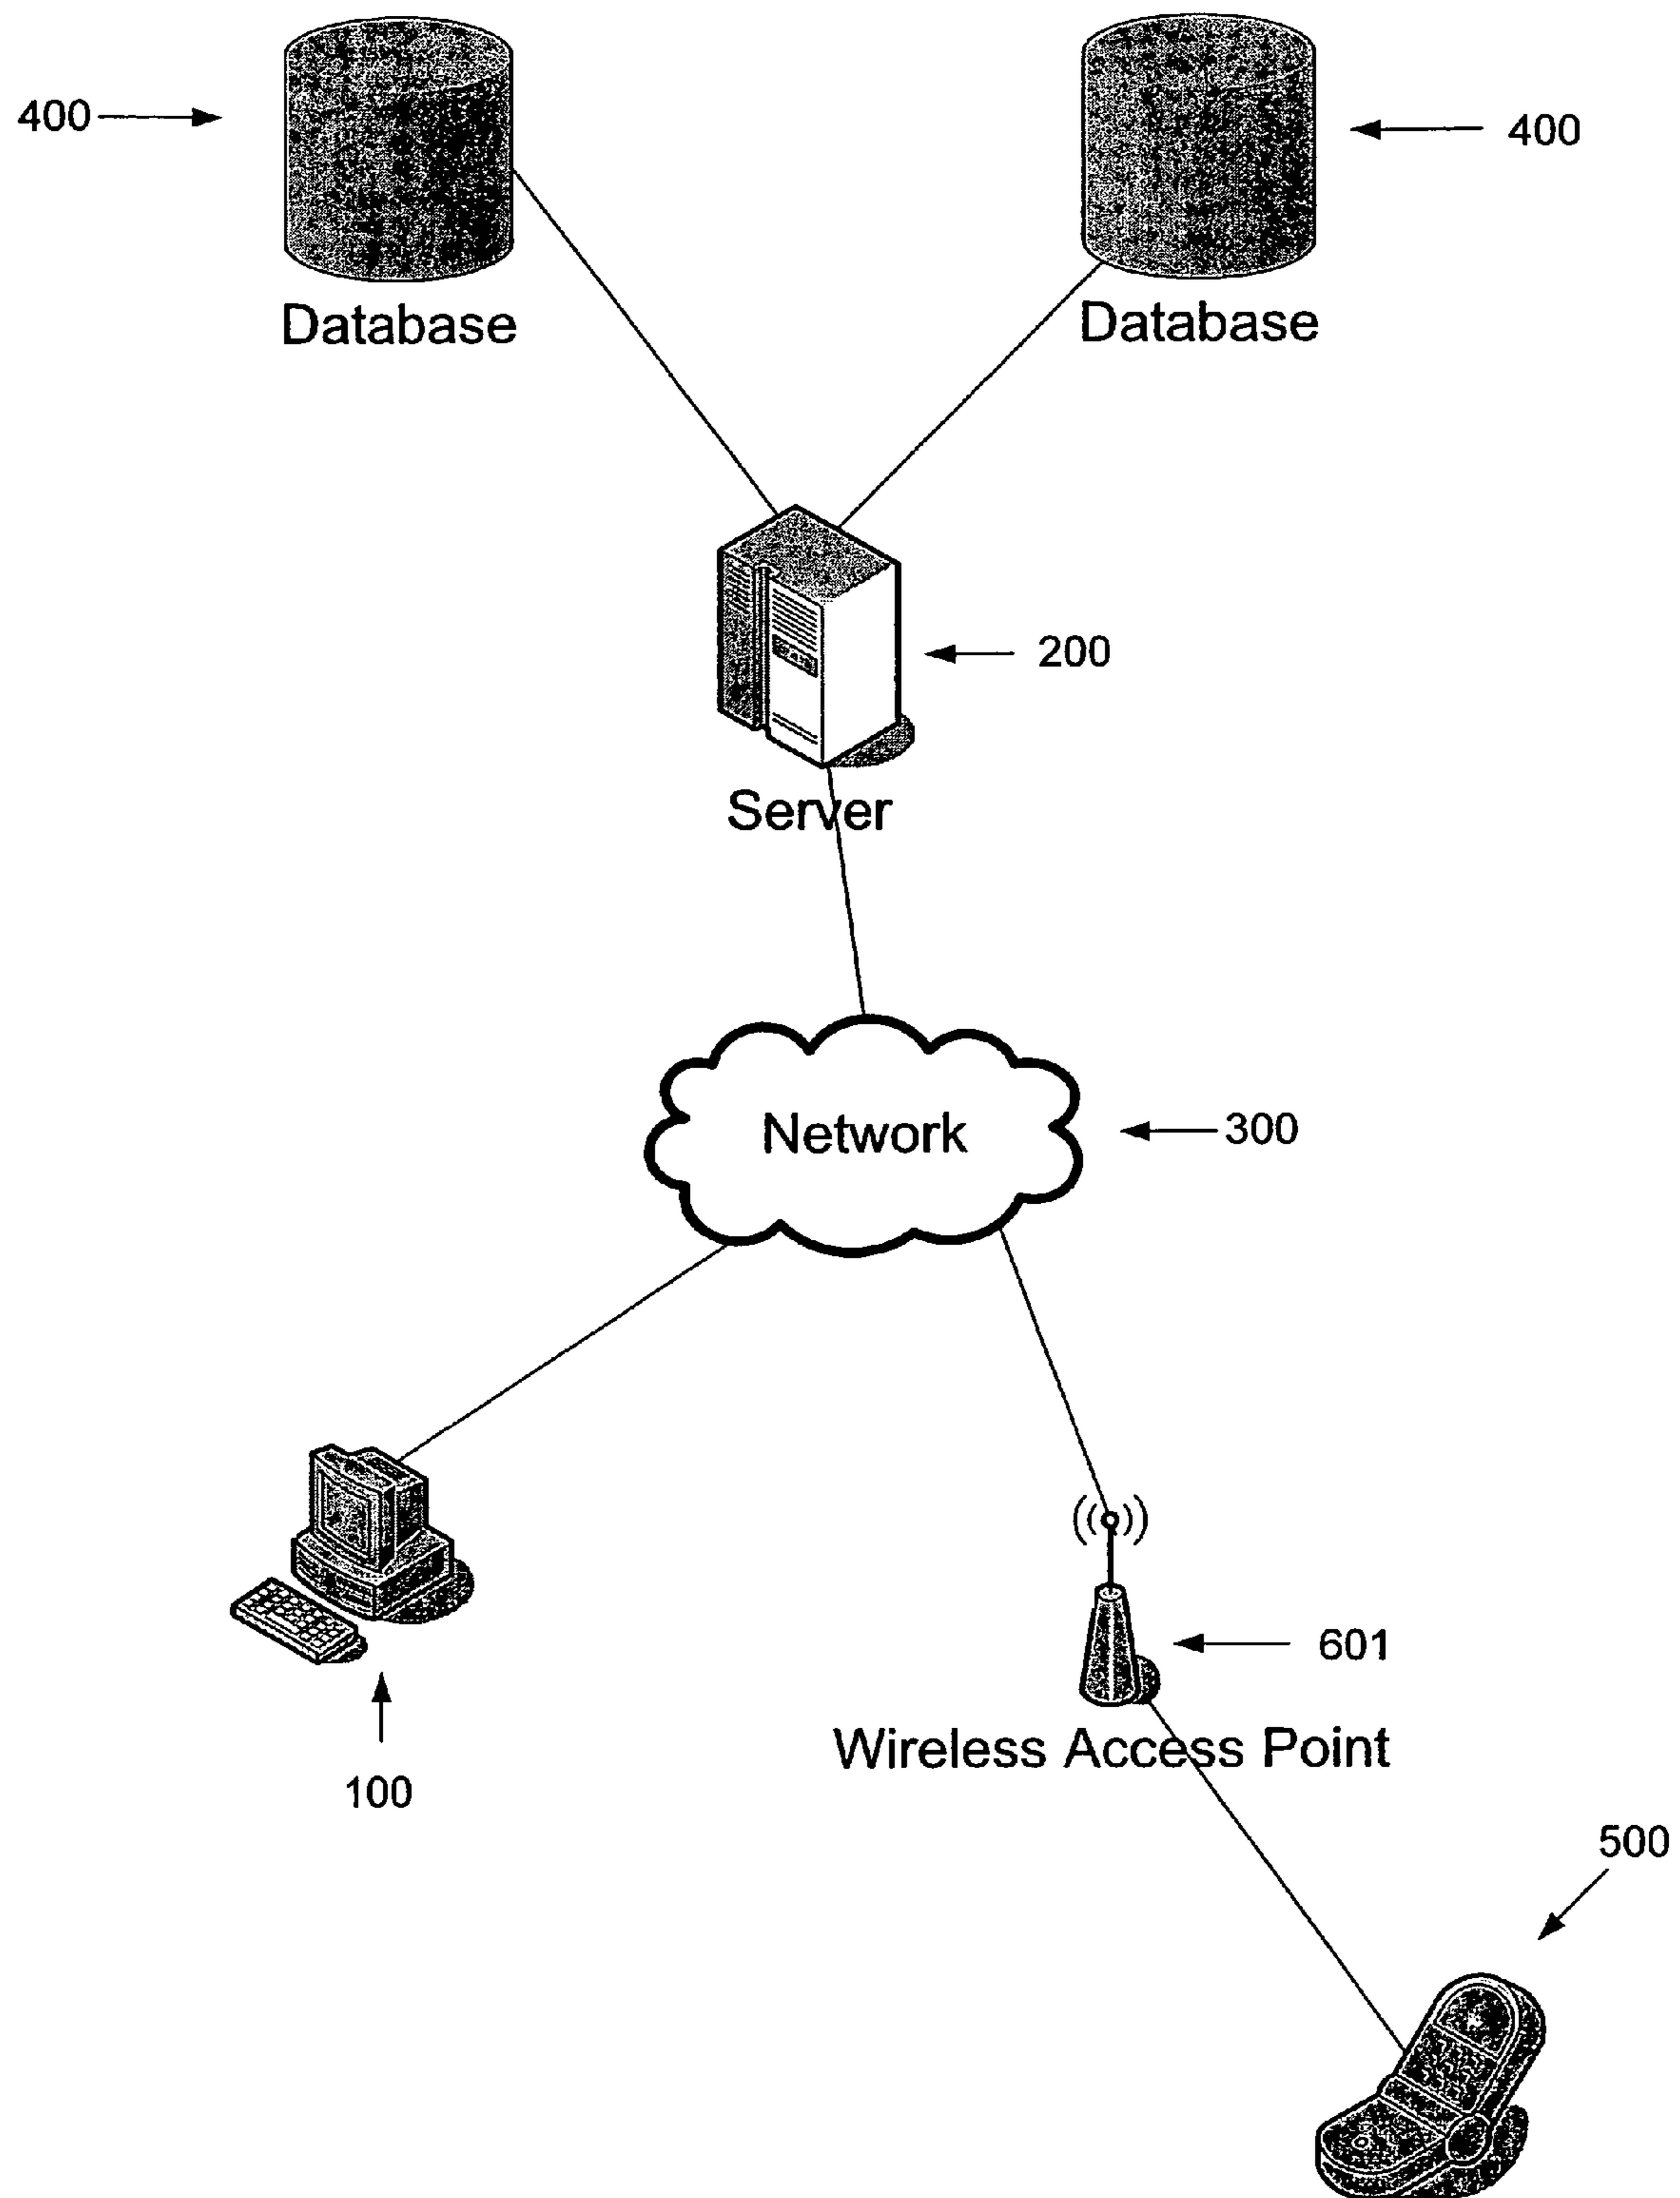 400
400
Database
Database
200
Server
Network
300
601
Wireless Access Point
100
500